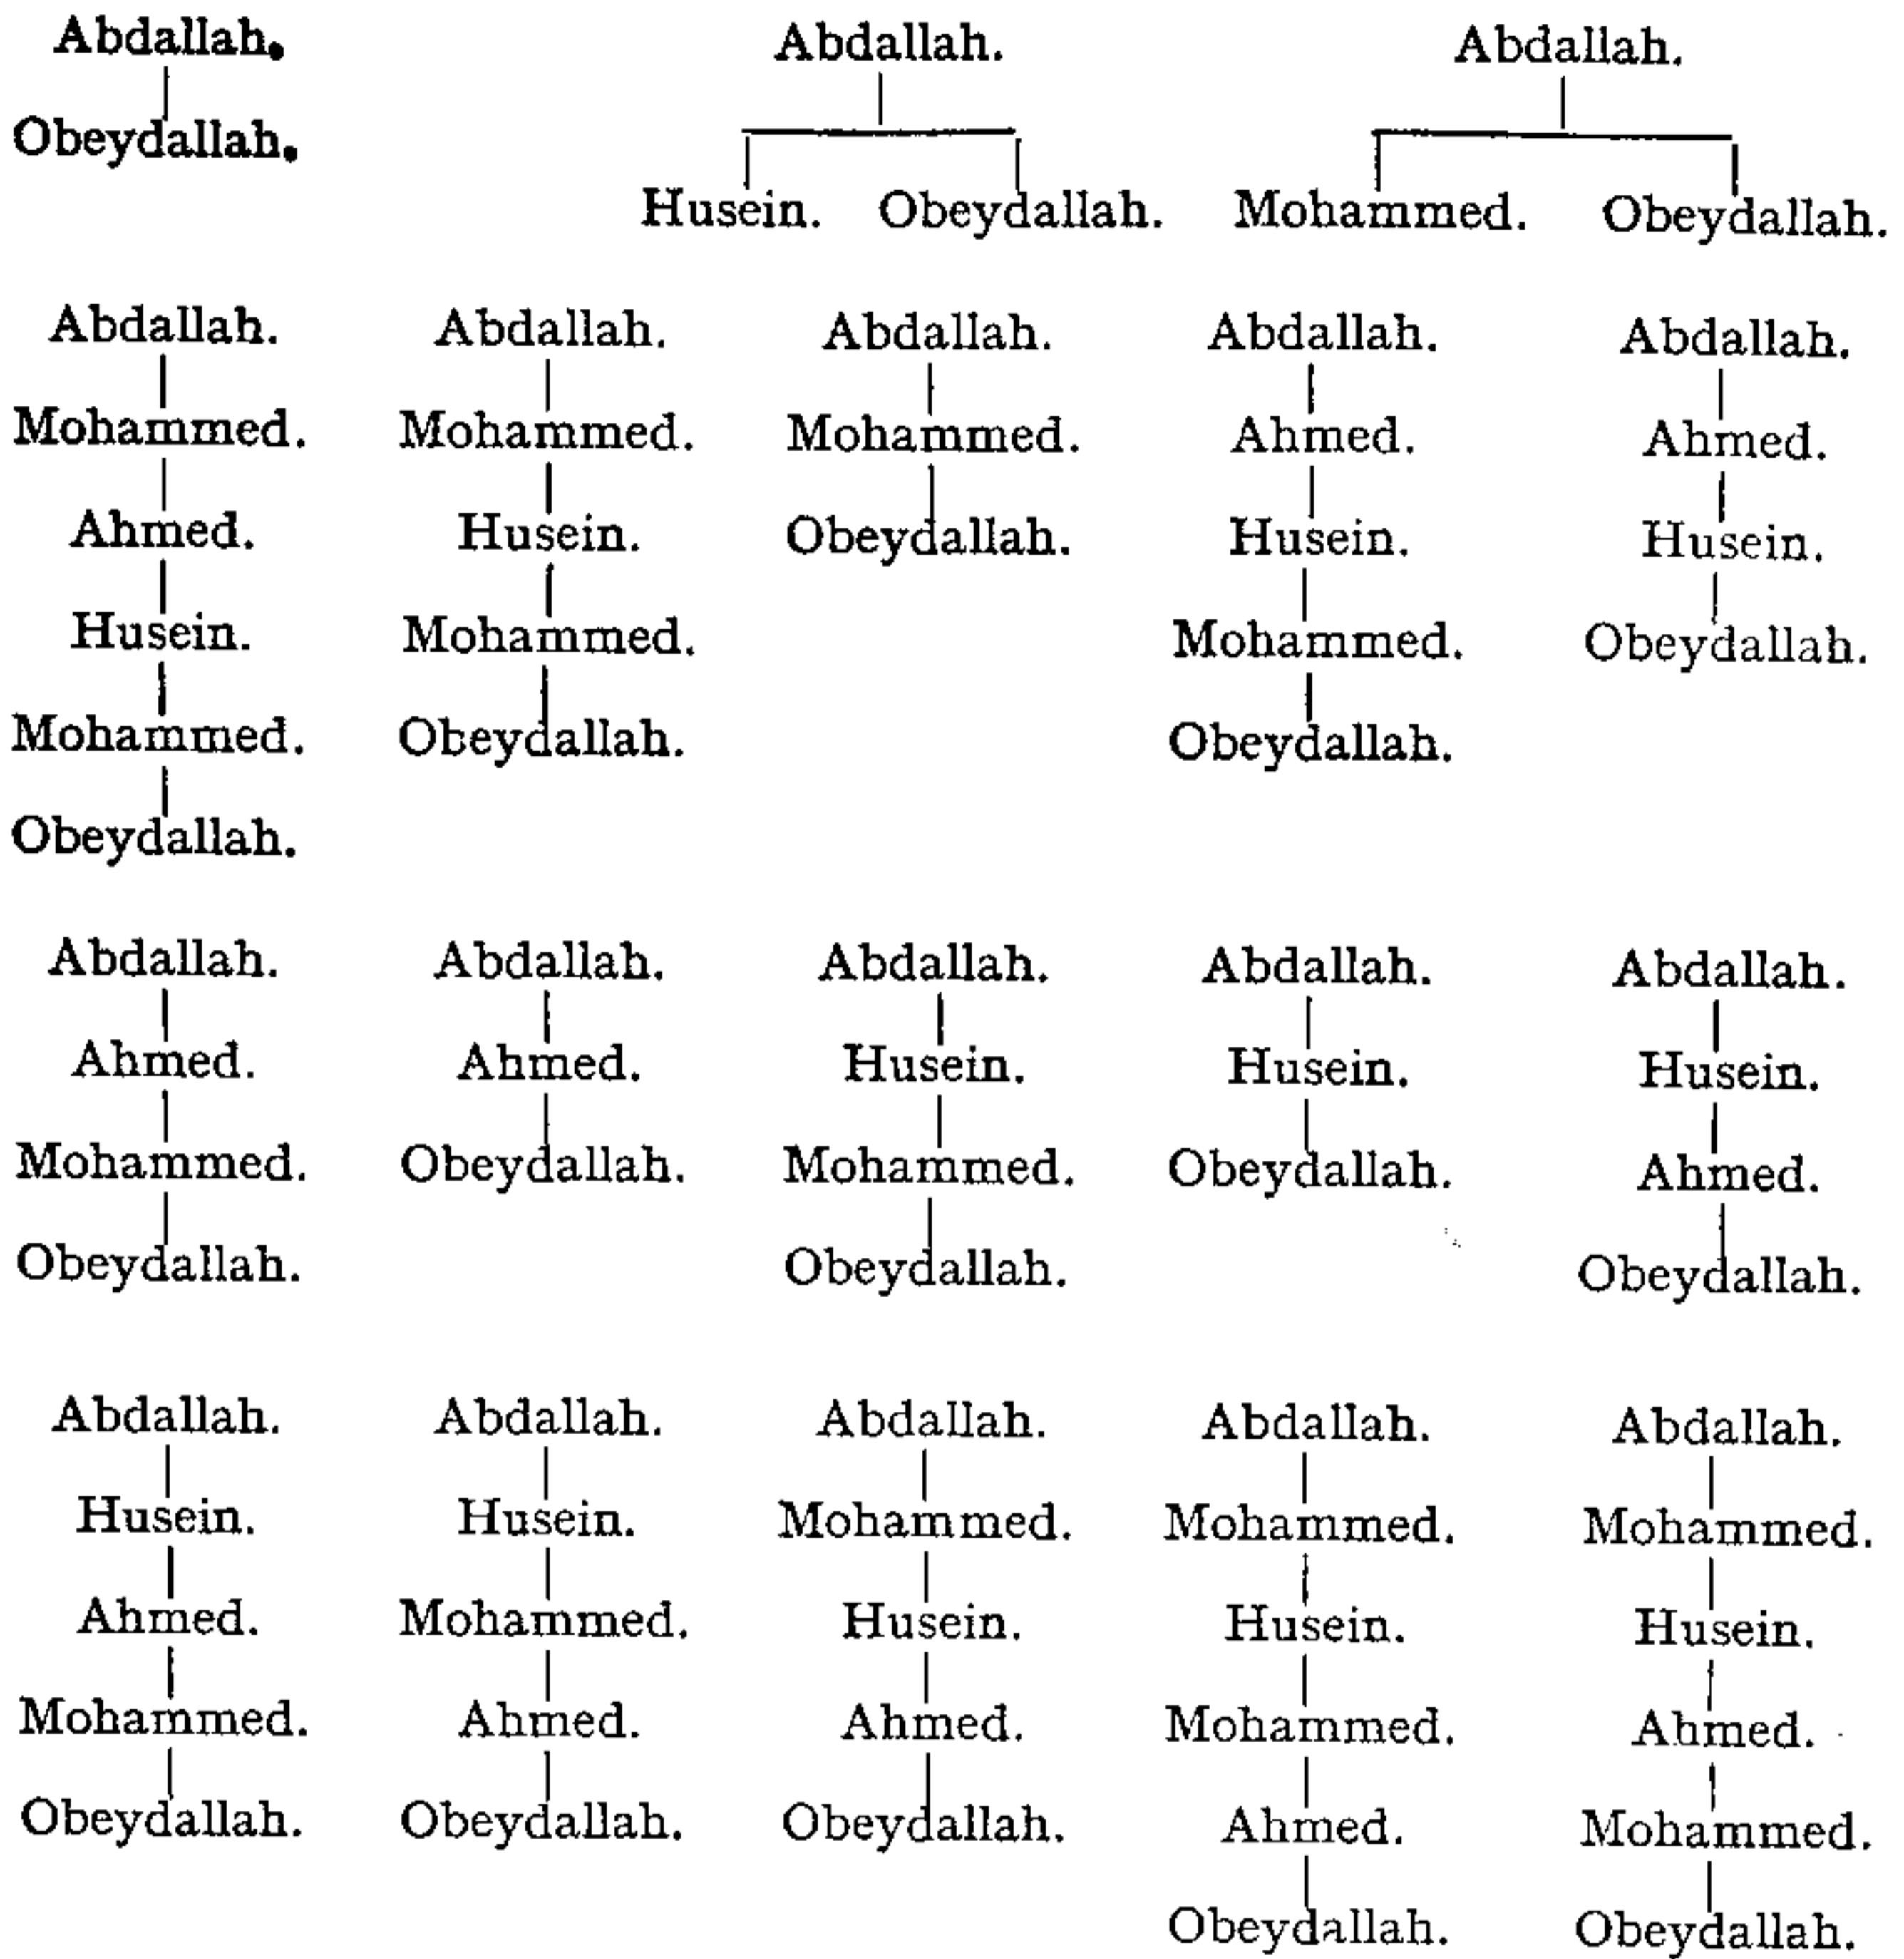 Abdallah. Abdallah. Abdallah.
Obeydallah.
Husein. Obeydallah. Mohammed. Obeydallah.
Abdallah. Abdallah. Abdallah. Abdallah. Abdallah.
Mohammed. Mohammed. Mohammed. Ahmed. Ahmed.
Ahmed. Husein. Obeydallah. Husein. Husein.
Husein. Mohammed. Mohammed. Obeydallah.
Mohammed. Obeydallah. Obeydallah.
Obeydallah.
Abdallah. Abdallah. Abdallah. Abdallah. Abdallah.
Ahmed. Ahmed. Husein. Husein. Husein.
Mohammed. Obeydallah. Mohammed. Obeydallah. Ahmed.
Obeydallah. Obeydallah. Obeydallah.
Abdallah. Abdallah. Abdallah. Abdallah. Abdallah.
Husein. Husein. Mohammed. Mohammed. Mohammed.
Ahmed. Mohammed. Husein. Husein. Husein.
Mohammed. Ahmed. Ahmed. Mohammed. Ahmed.
Obeydallah. Obeydallah. Obeydallah. Ahmed. Mohammed.
Obeydallah. Obeydallah.